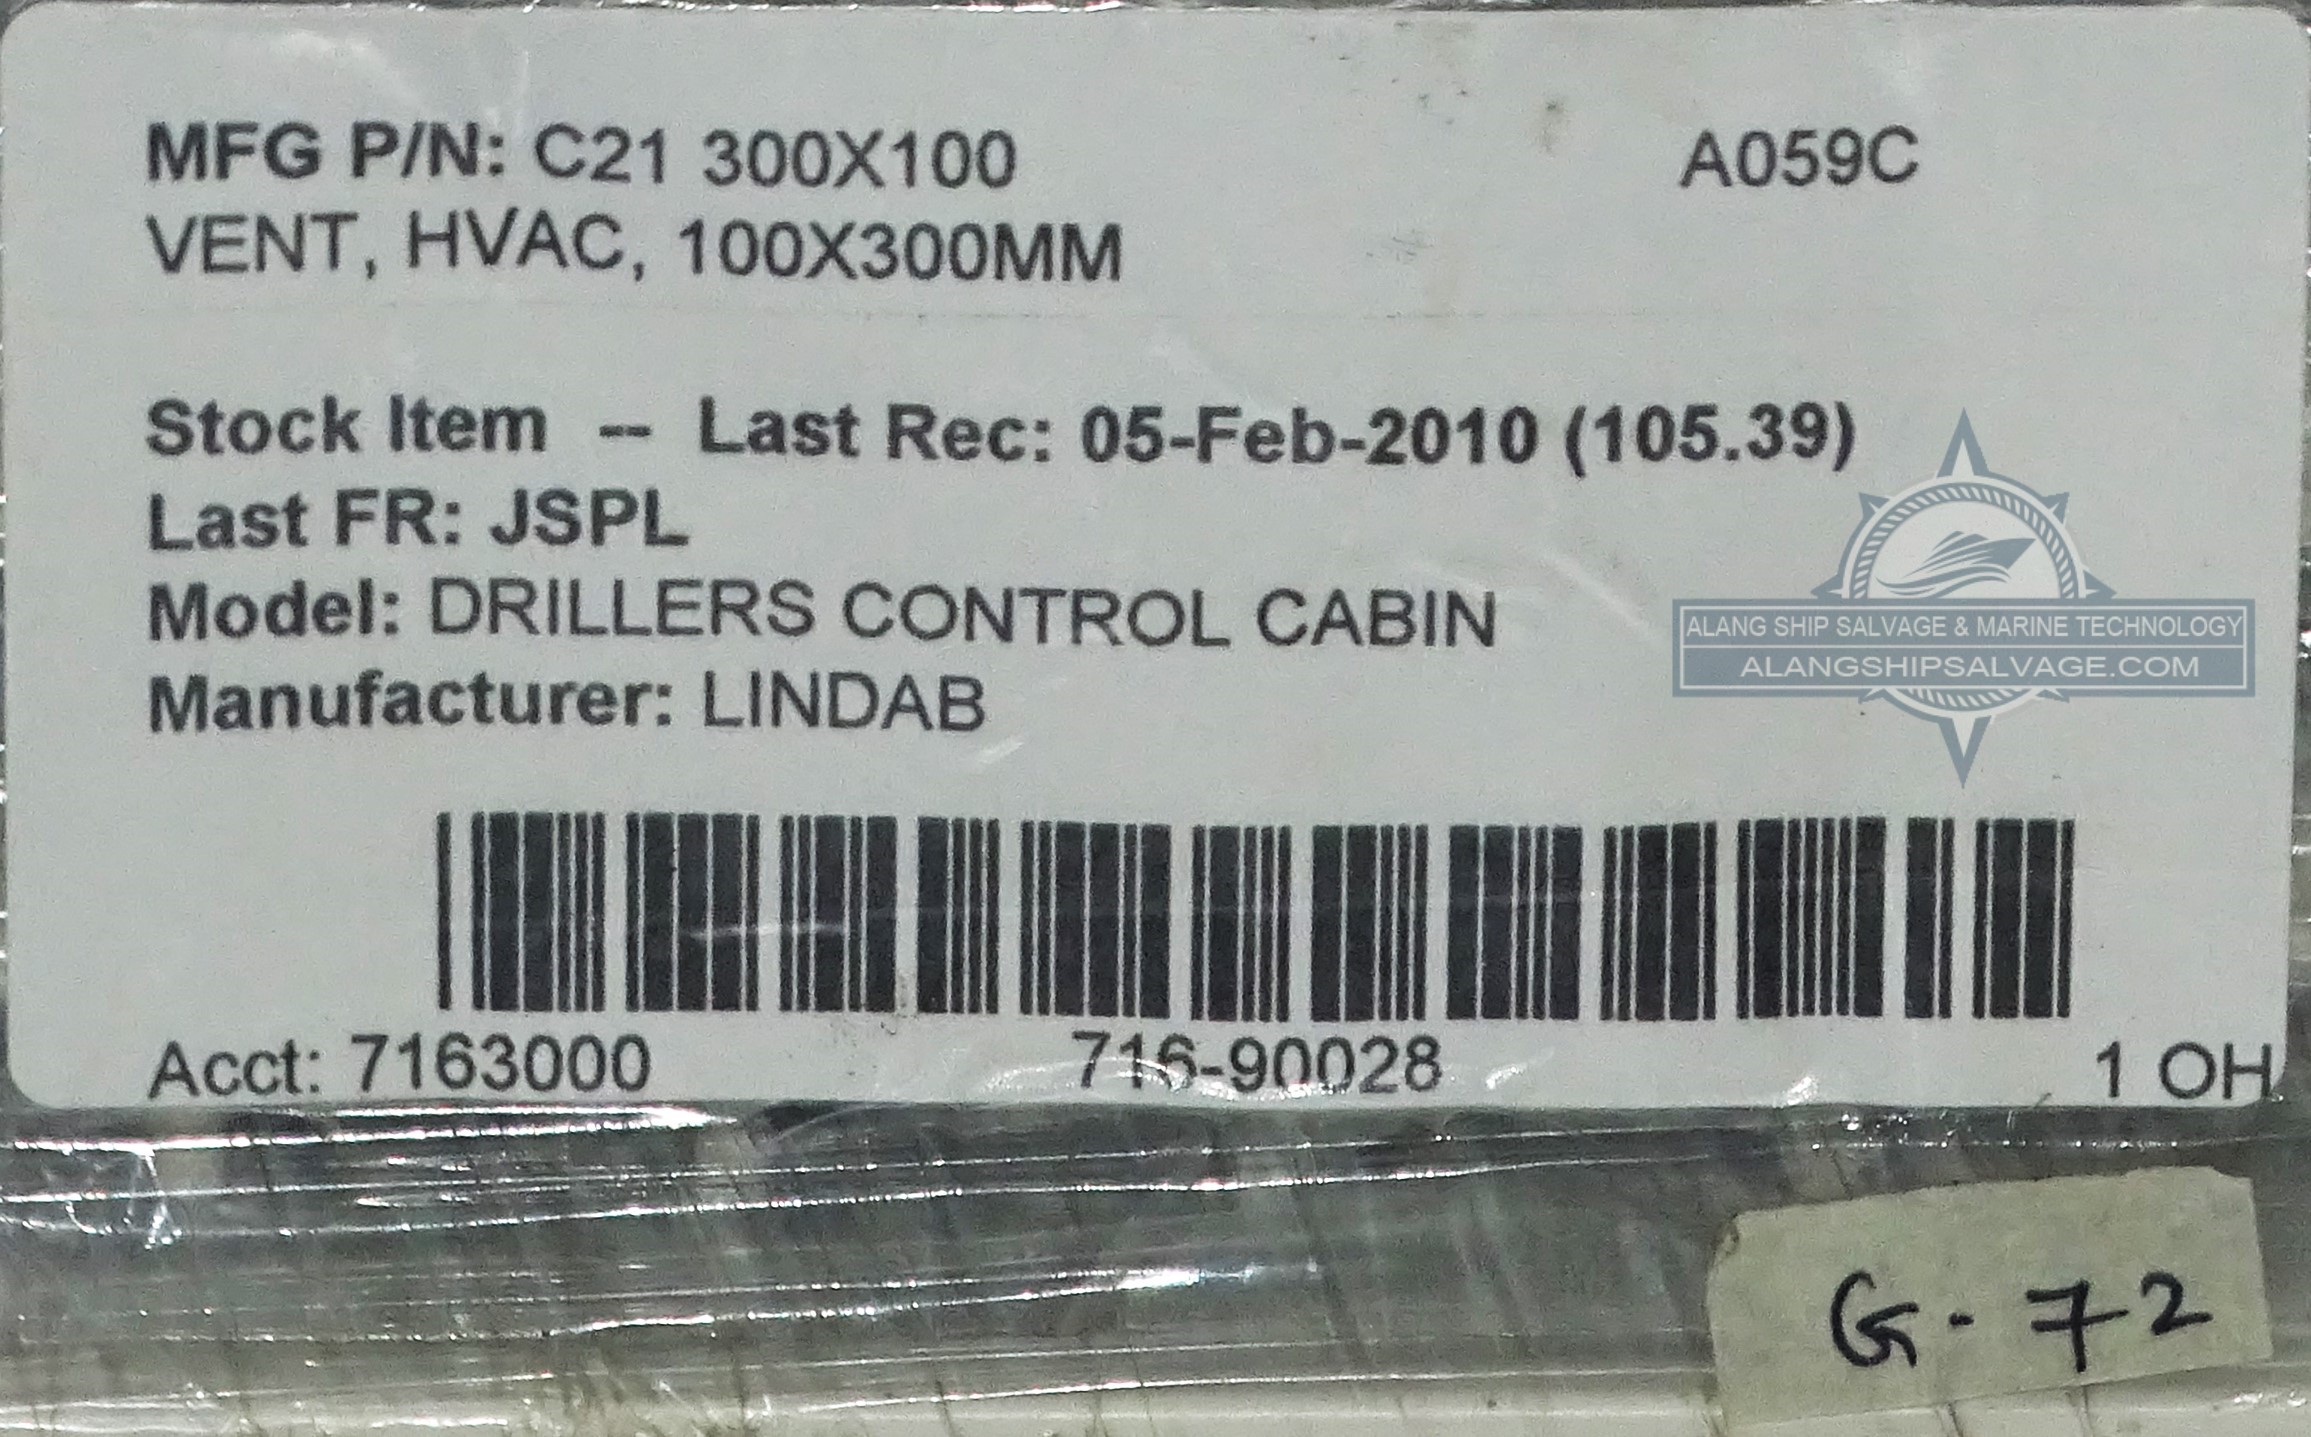 MFG P/N: C21 300X100 A059C
VENT, HVAC, 100X300MM
Stock Item -- Last Rec: 05-Feb-2010 (105.39)
Last FR: JSPL
Model: DRILLERS CONTROL CABIN
Manufacturer: LINDAB
ALANG SHIP SALVAGE & MARINE TECHNOLOGY
ALANGSHIPSALVAGE.COM
Acct: 7163000 716-90028 1 OH
G-72